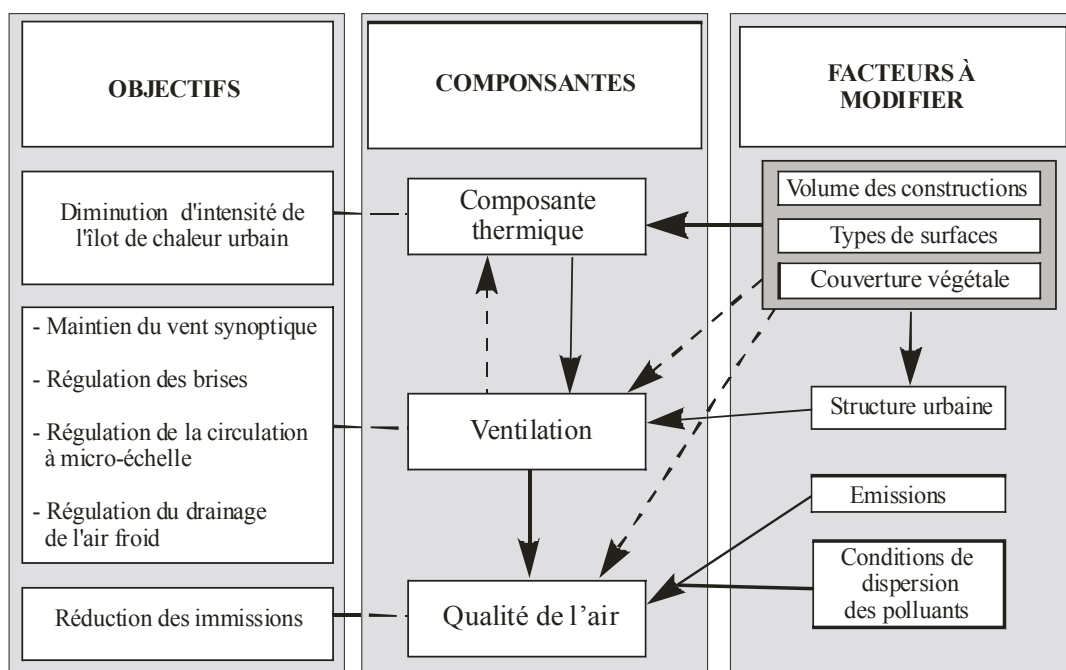 OBJECTIFS
Diminution d'intensité de
l'îlot de chaleur urbain
- Maintien du vent synoptique
- Régulation des brises
- Régulation de la circulation
à micro-échelle
- Régulation du drainage
de l'air froid
Réduction des immissions
COMPONSANTES
Composante
thermique
Ventilation
Qualité de l'air
FACTEURS À
MODIFIER
Volume des constructions
Types de surfaces
Couverture végétale
Structure urbaine
Emissions
Conditions de
dispersion
des polluants